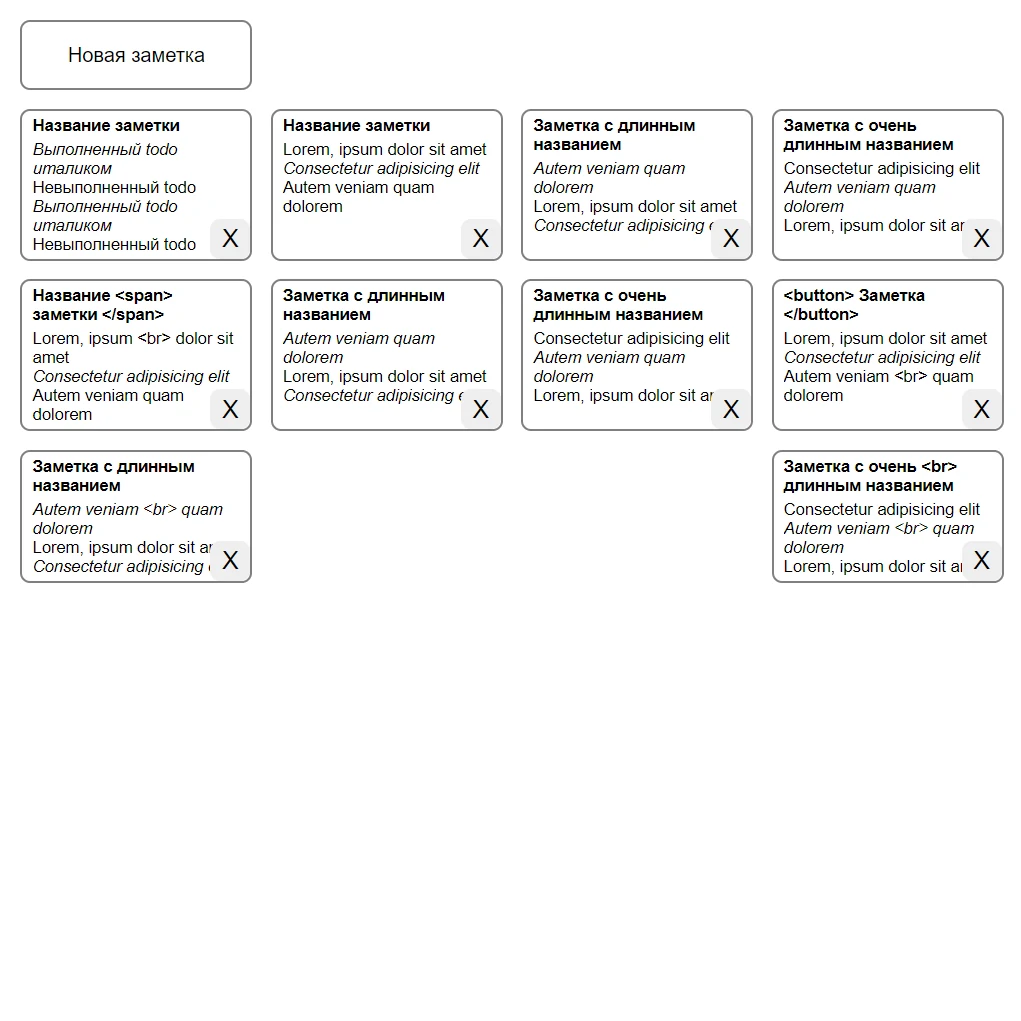 Новая заметка
Название заметки
Выполненный todo
италиком
Невыполненный todo
Выполненный todo
италиком
Невыполненный todo
X
Название заметки
Lorem, ipsum dolor sit amet
Consectetur adipisicing elit
Autem veniam quam
dolorem
X
Заметка с длинным
названием
Autem veniam quam
dolorem
Lorem, ipsum dolor sit amet
Consectetur adipisicing
X
Заметка с очень
длинным названием
Consectetur adipisicing elit
Autem veniam quam
dolorem
Lorem, ipsum dolor sit
X
Название <span>
заметки </span>
Lorem, ipsum <br> dolor sit
amet
Consectetur adipisicing elit
Autem veniam quam
dolorem
X
Заметка с длинным
названием
Autem veniam quam
dolorem
Lorem, ipsum dolor sit amet
Consectetur adipisicing
X
Заметка с очень
длинным названием
Consectetur adipisicing elit
Autem veniam quam
dolorem
Lorem, ipsum dolor sit
X
<button> Заметка
</button>
Lorem, ipsum dolor sit amet
Consectetur adipisicing elit
Autem veniam <br> quam
dolorem
X
Заметка с длинным
названием
Autem veniam <br> quam
dolorem
Lorem, ipsum dolor sit
Consectetur adipisicing
X
Заметка с очень <br>
длинным названием
Consectetur adipisicing elit
Autem veniam <br> quam
dolorem
Lorem, ipsum dolor sit
X